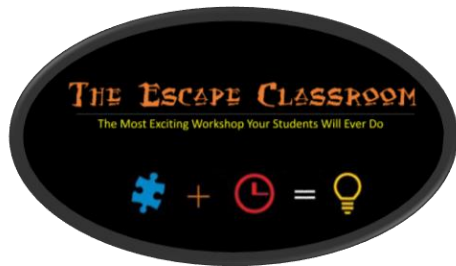 The Escape Classroom
The Most Exciting Workshop Your Students Will Ever Do
+ =